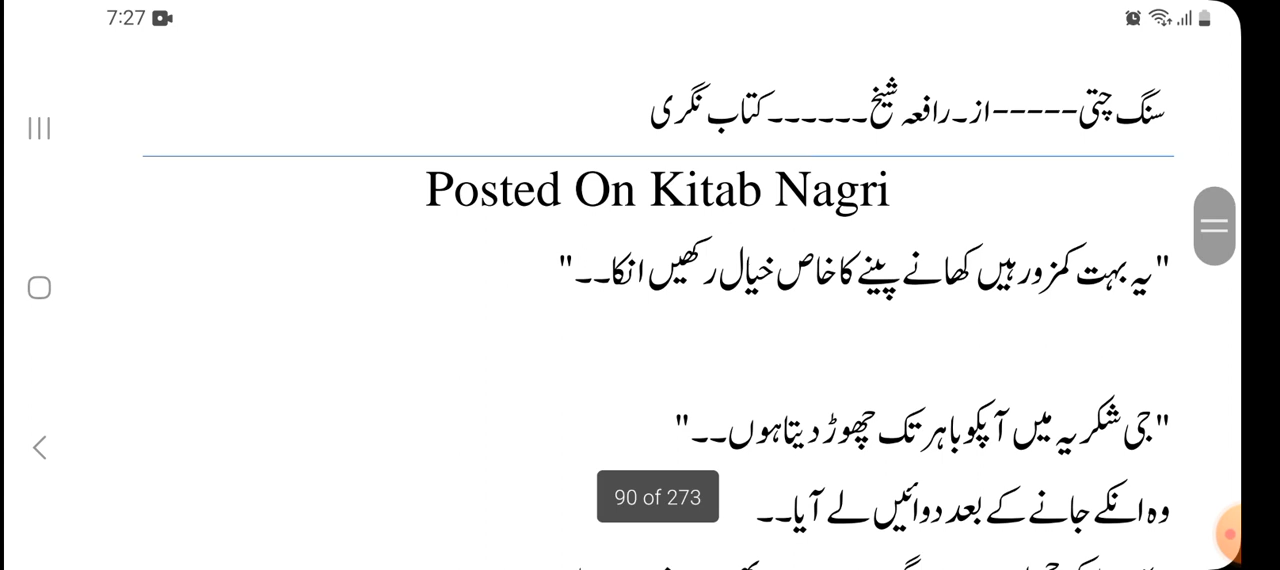 7:27
سنگ چتی-----از۔رافعہ شیخ۔۔۔۔۔۔کتاب نگری
Posted On Kitab Nagri
"یہ بہت کمزور ہیں کھانے پینے کا خاص خیال رکھیں انکا۔۔"
"جی شکریہ میں آپکو باہر تک چھوڑ دیتا ہوں۔۔"
90 of 273
وہ انکے جانے کے بعد دوائیں لے آیا۔۔